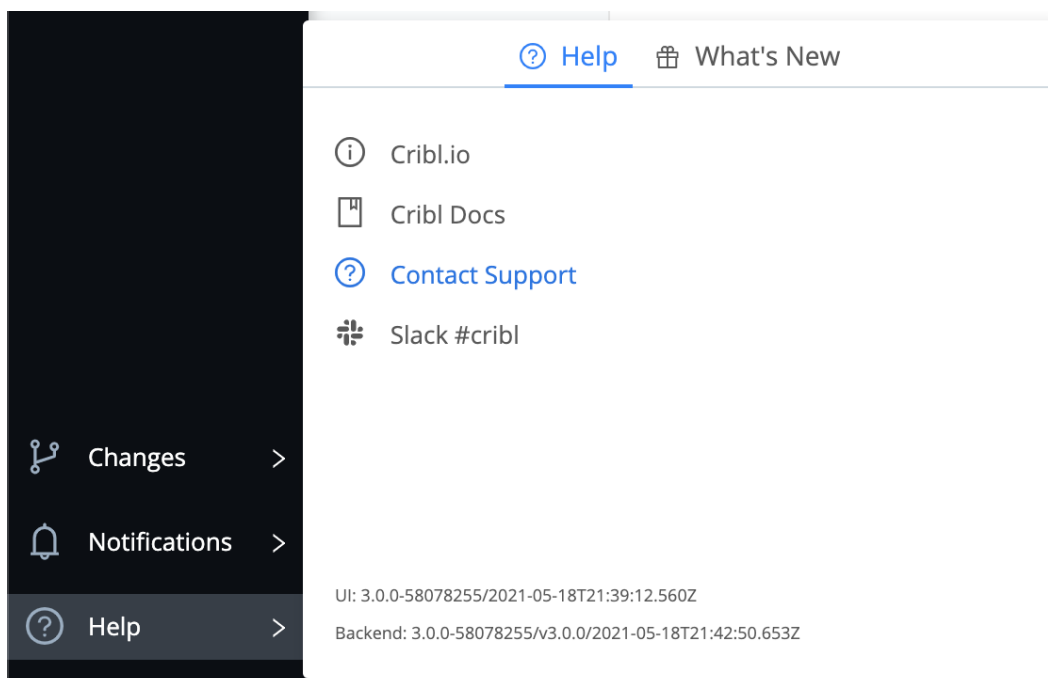 Help What's New
Cribl.io
Cribl Docs
Contact Support
Slack #cribl
Changes
Notifications
Help
UI: 3.0.0-58078255/2021-05-18T21:39:12.560Z
Backend: 3.0.0-58078255/v3.0.0/2021-05-18T21:42:50.653Z